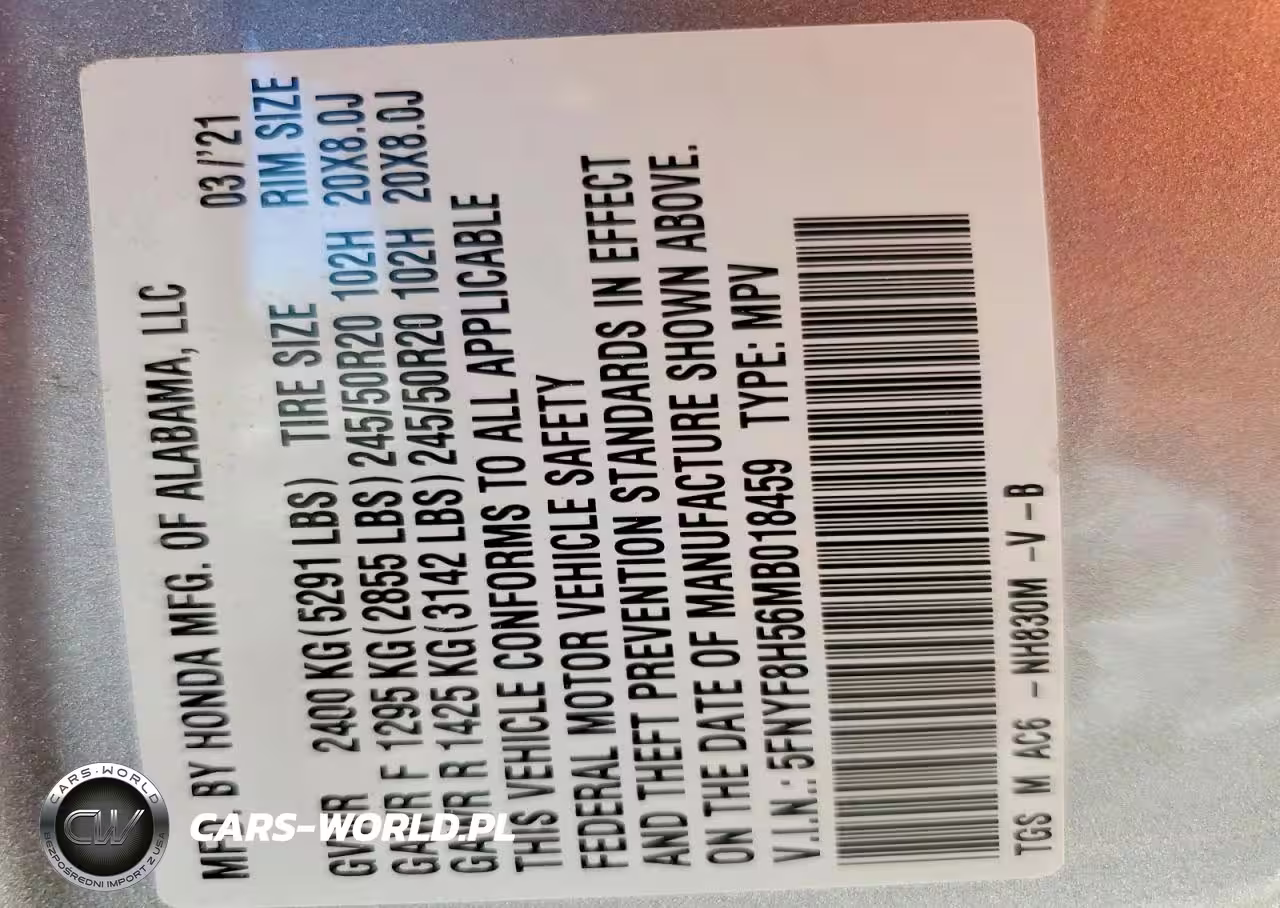 MFD. BY HONDA MFG. OF ALABAMA, LLC 03/'21
GVWR 2400 KG (5291 LBS) TIRE SIZE RIM SIZE
GAWR F 1295 KG (2855 LBS) 245/50R20 102H 20X8.0J
GAWR R 1425 KG (3142 LBS) 245/50R20 102H 20X8.0J
THIS VEHICLE CONFORMS TO ALL APPLICABLE
FEDERAL MOTOR VEHICLE SAFETY
AND THEFT PREVENTION STANDARDS IN EFFECT
ON THE DATE OF MANUFACTURE SHOWN ABOVE.
V.I.N.: 5FNYF8H56MB018459 TYPE: MPV
TGS M AC6 - NH830M -V -B
CARS-WORLD
CW
BEZPOŚREDNI IMPORT Z USA
CARS-WORLD.PL